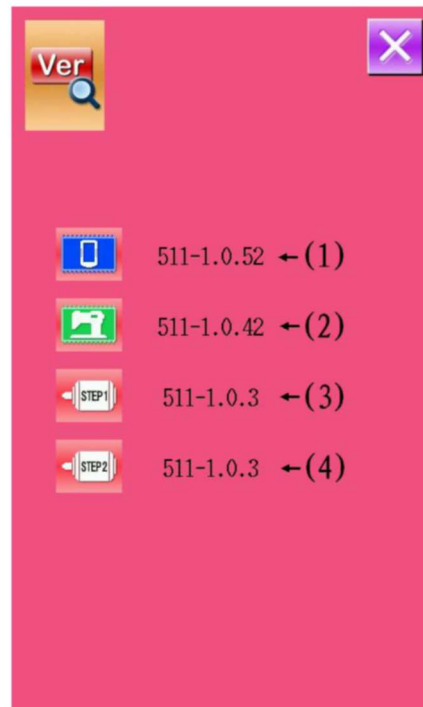 Ver
511-1.0.52 ←(1)
511-1.0.42 ←(2)
STEP1 511-1.0.3 ←(3)
STEP2 511-1.0.3 ←(4)